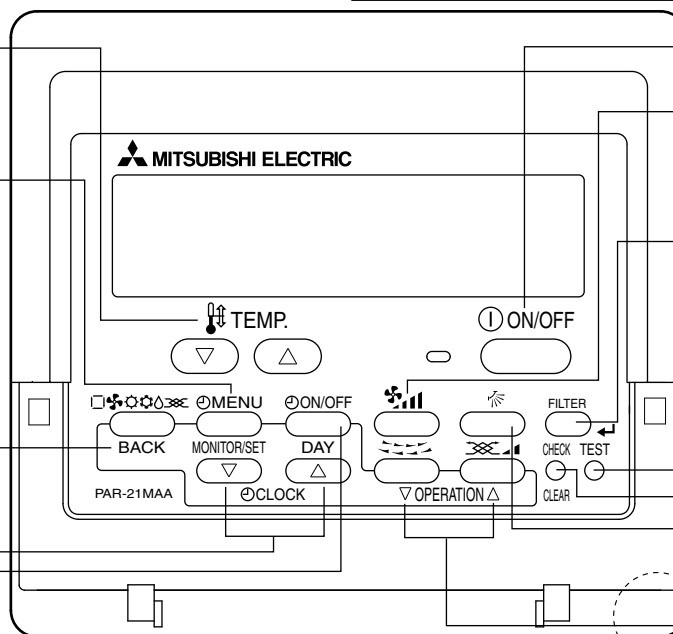 MITSUBISHI ELECTRIC
TEMP. ON/OFF
MENU ON/OFF FILTER
BACK MONITOR/SET DAY CHECK TEST
PAR-21MAA CLOCK OPERATION CLEAR